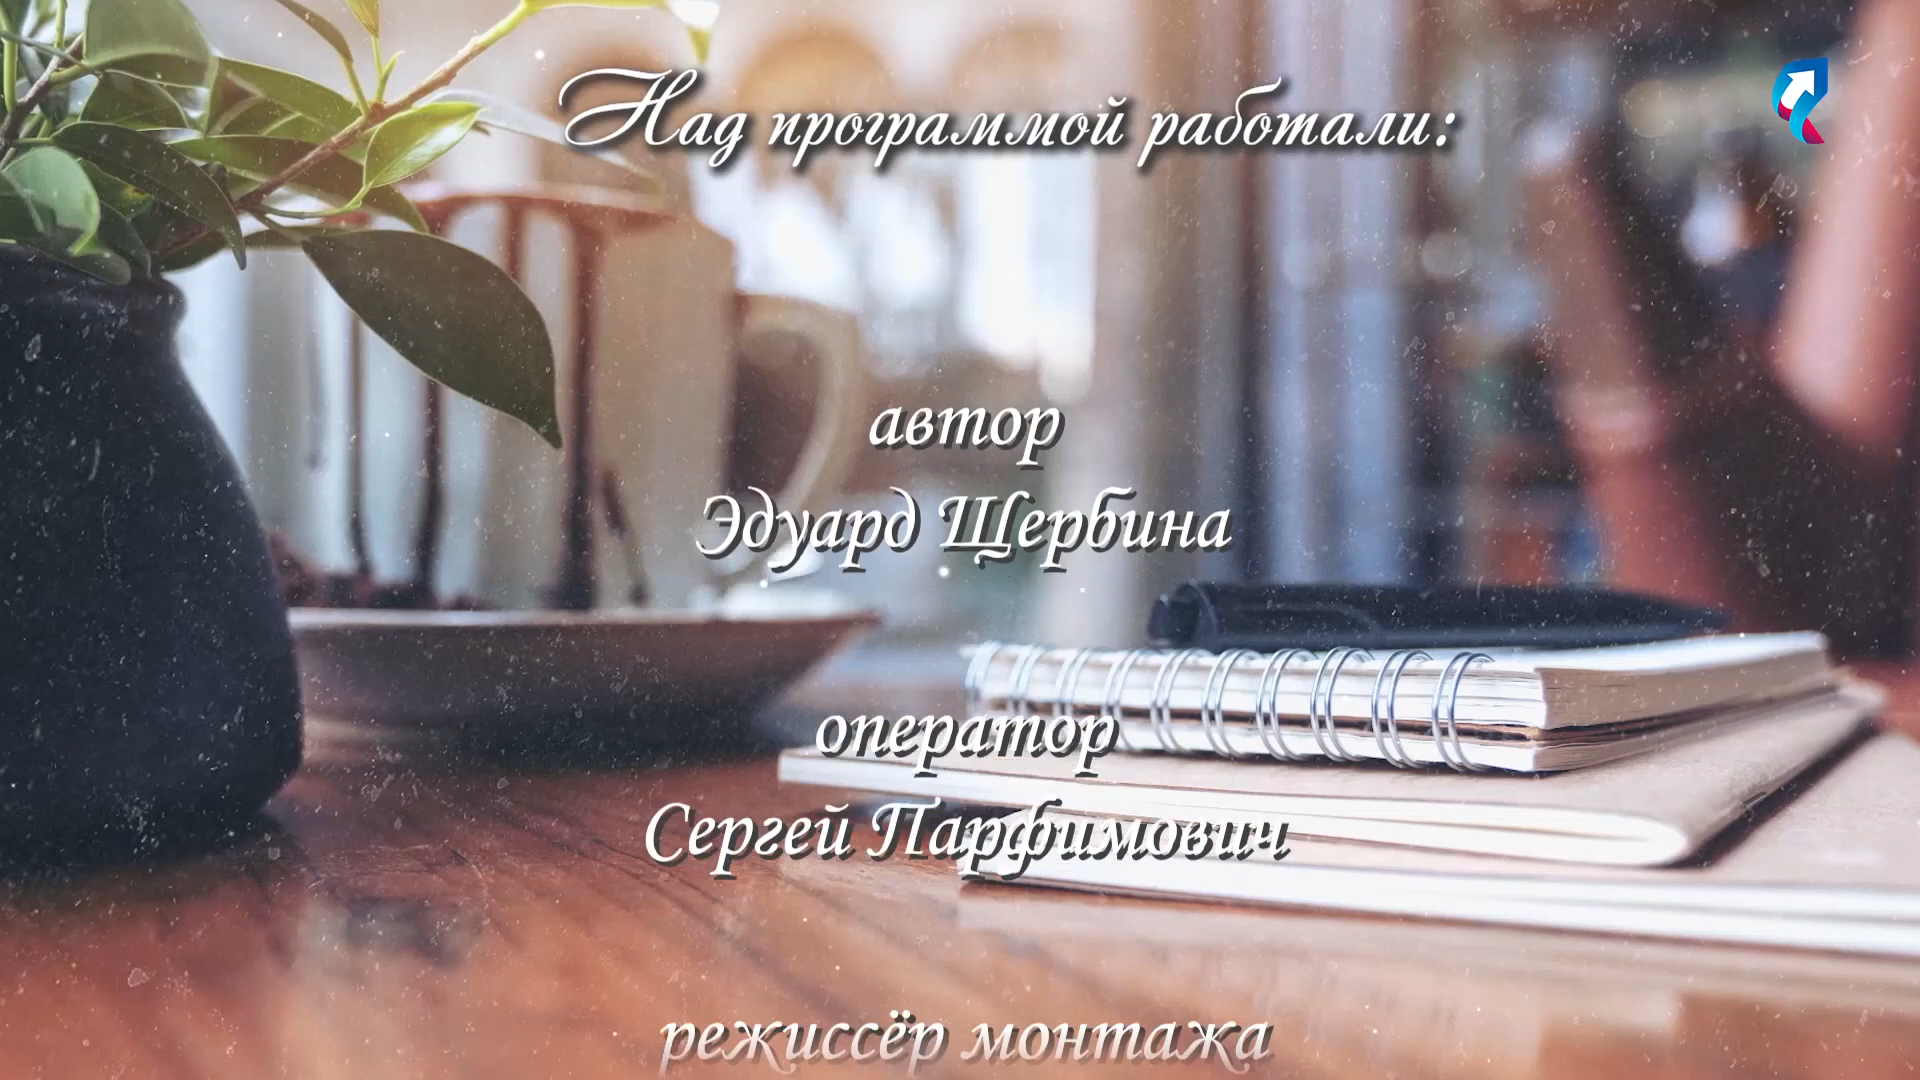 Над программой работали:
автор
Эдуард Щербина
оператор
Сергей Парфимович
режиссёр монтажа